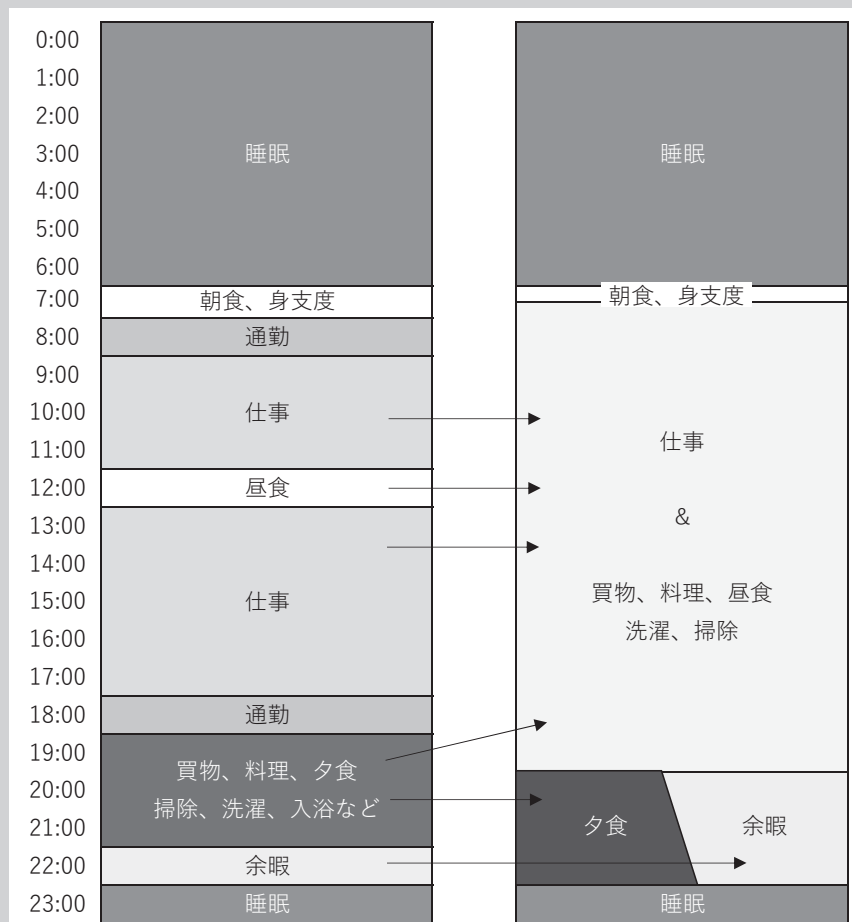 0:00
1:00
2:00
3:00
4:00
5:00
6:00
7:00
8:00
9:00
10:00
11:00
12:00
13:00
14:00
15:00
16:00
17:00
18:00
19:00
20:00
21:00
22:00
23:00
睡眠
朝食、身支度
通勤
仕事
昼食
仕事
通勤
買物、料理、夕食
掃除、洗濯、入浴など
余暇
睡眠
睡眠
朝食、身支度
仕事
&
買物、料理、昼食
洗濯、掃除
夕食
余暇
睡眠